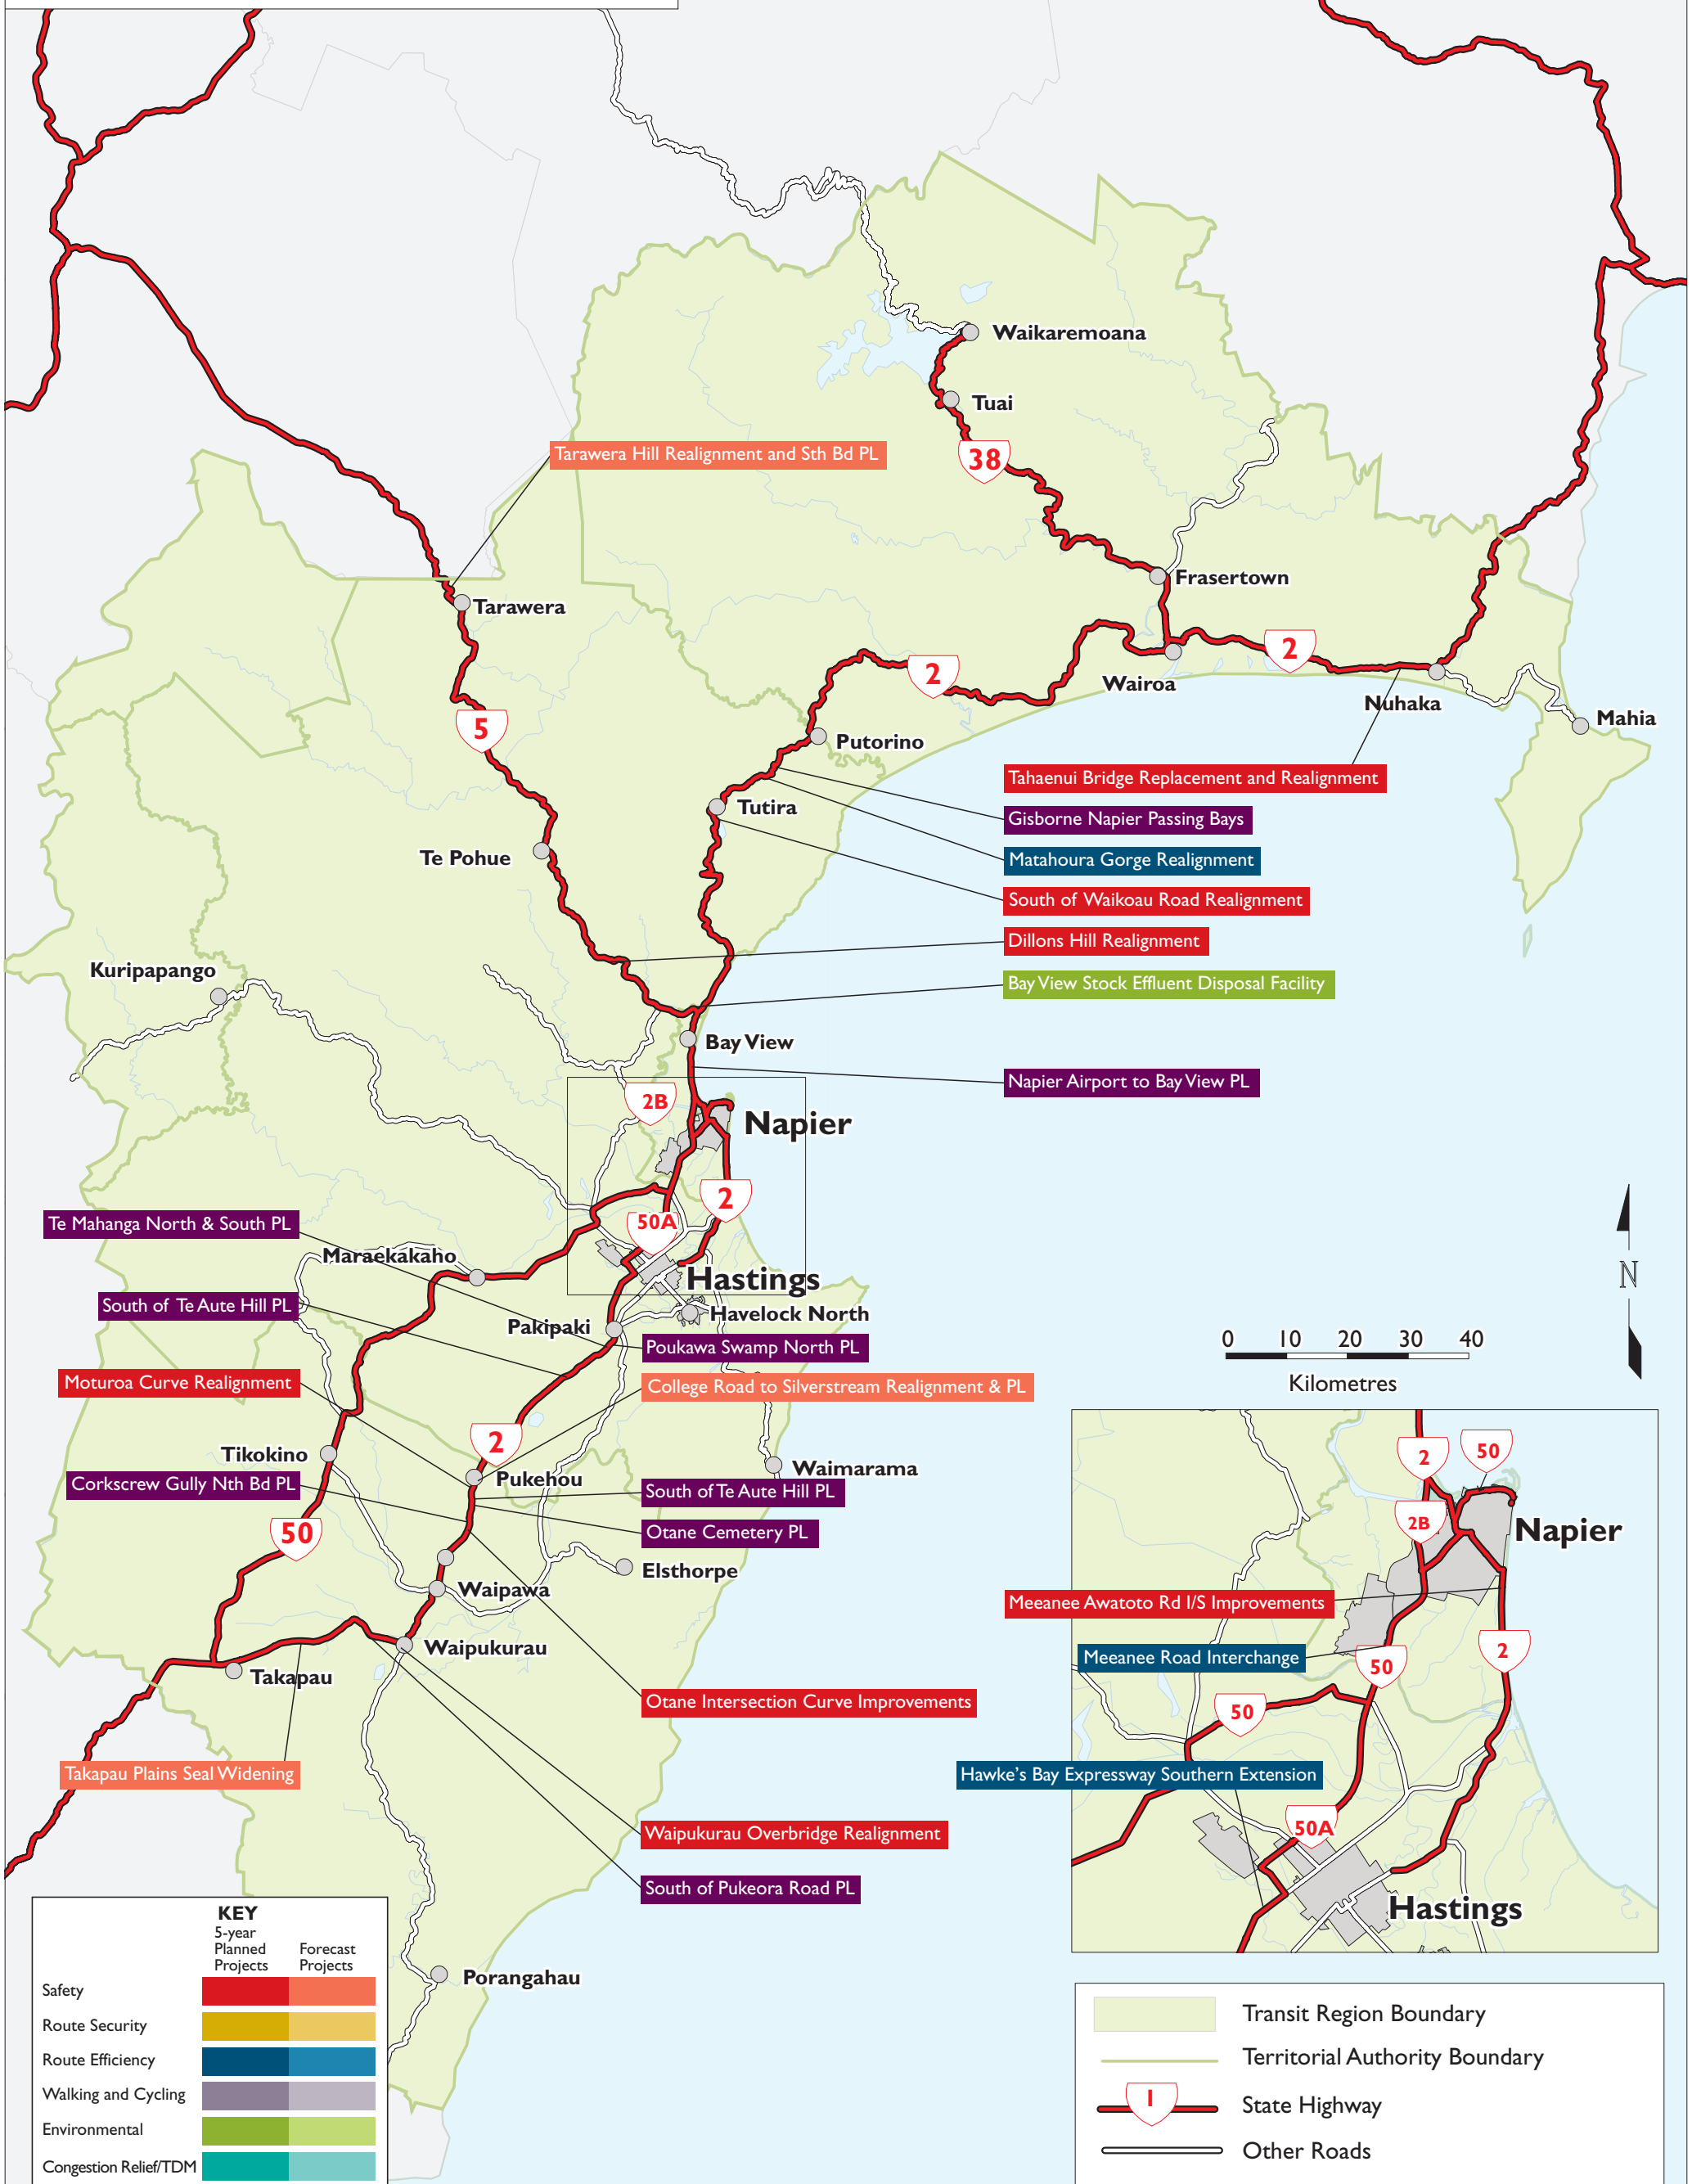 Waikaremoana
Tuai
38
Tarawera Hill Realignment and Sth Bd PL
Frasertown
Tarawera
2
2
Wairoa
Nuhaka
Mahia
5
Putorino
Tahaenui Bridge Replacement and Realignment
Tutira
Gisborne Napier Passing Bays
Te Pohue
Matahoura Gorge Realignment
South of Waikoau Road Realignment
Dillons Hill Realignment
Kuripapango
Bay View Stock Effluent Disposal Facility
Bay View
Napier Airport to Bay View PL
2B
Napier
2
Te Mahanga North & South PL
50A
Maraekakaho
Hastings
South of Te Aute Hill PL
Havelock North
Pakipaki
Poukawa Swamp North PL
Moturoa Curve Realignment
College Road to Silverstream Realignment & PL
0 10 20 30 40
Kilometres
N
2
Tikokino
Pukehou
Waimarama
Corkscrew Gully Nth Bd PL
South of Te Aute Hill PL
50
Otane Cemetery PL
Elsthorpe
Waipawa
Waipukurau
Takapau
Otane Intersection Curve Improvements
Takapau Plains Seal Widening
Waipukurau Overbridge Realignment
South of Pukeora Road PL
Porangahau
2
50
2B
Napier
Meeanee Awatoto Rd I/S Improvements
Meeanee Road Interchange
50
2
50
Hawke's Bay Expressway Southern Extension
50A
Hastings
KEY
5-year
Planned
Projects
Forecast
Projects
Safety
Route Security
Route Efficiency
Walking and Cycling
Environmental
Congestion Relief/TDM
Transit Region Boundary
Territorial Authority Boundary
1
State Highway
Other Roads